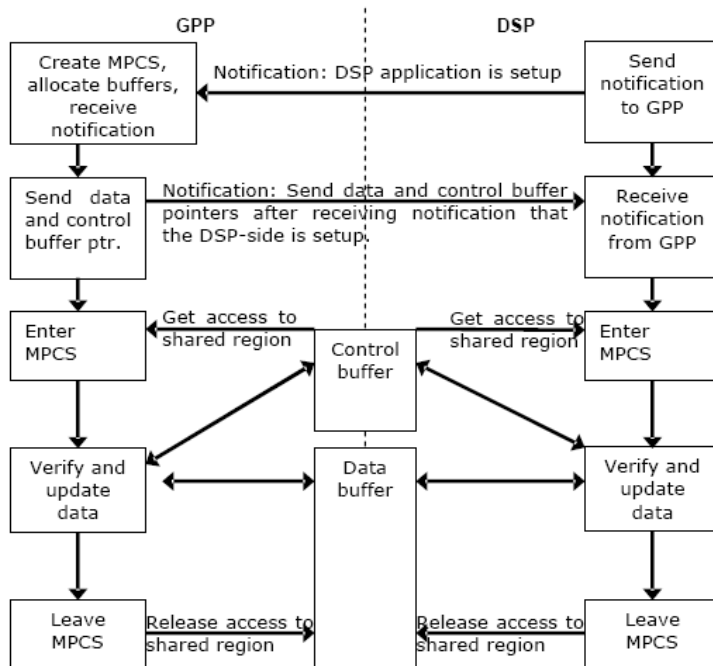 GPP
DSP
Create MPCS,
allocate buffers,
receive
notification
Notification: DSP application is setup
Send
notification
to GPP
Send data
and control
buffer ptr.
Notification: Send data and control buffer
pointers after receiving notification that
the DSP-side is setup.
Receive
notification
from GPP
Enter
MPCS
Get access to
shared region
Control
buffer
Get access to
shared region
Enter
MPCS
Verify and
update
data
Data
buffer
Verify and
update
data
Leave
MPCS
Release access to
shared region
Release access to
shared region
Leave
MPCS